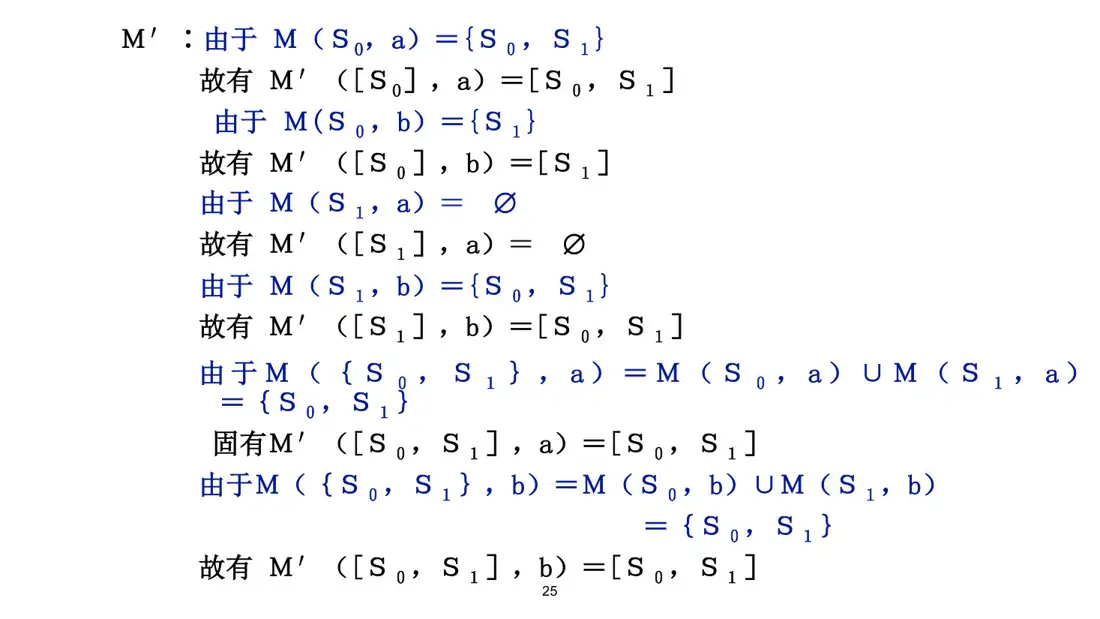 M′：由于 M（S₀，a）＝{S₀，S₁}
故有 M′（[S₀]，a）＝[S₀，S₁]
由于 M(S₀，b）＝{S₁}
故有 M′（[S₀]，b）＝[S₁]
由于 M（S₁，a）＝ ∅
故有 M′（[S₁]，a）＝ ∅
由于 M（S₁，b）＝{S₀，S₁}
故有 M′（[S₁]，b）＝[S₀，S₁]
由于M（{S₀，S₁}，a）＝M（S₀，a）∪M（S₁，a）
＝{S₀，S₁}
固有M′（[S₀，S₁]，a）＝[S₀，S₁]
由于M（{S₀，S₁}，b）＝M（S₀，b）∪M（S₁，b）
＝{S₀，S₁}
故有 M′（[S₀，S₁]，b）＝[S₀，S₁]
25